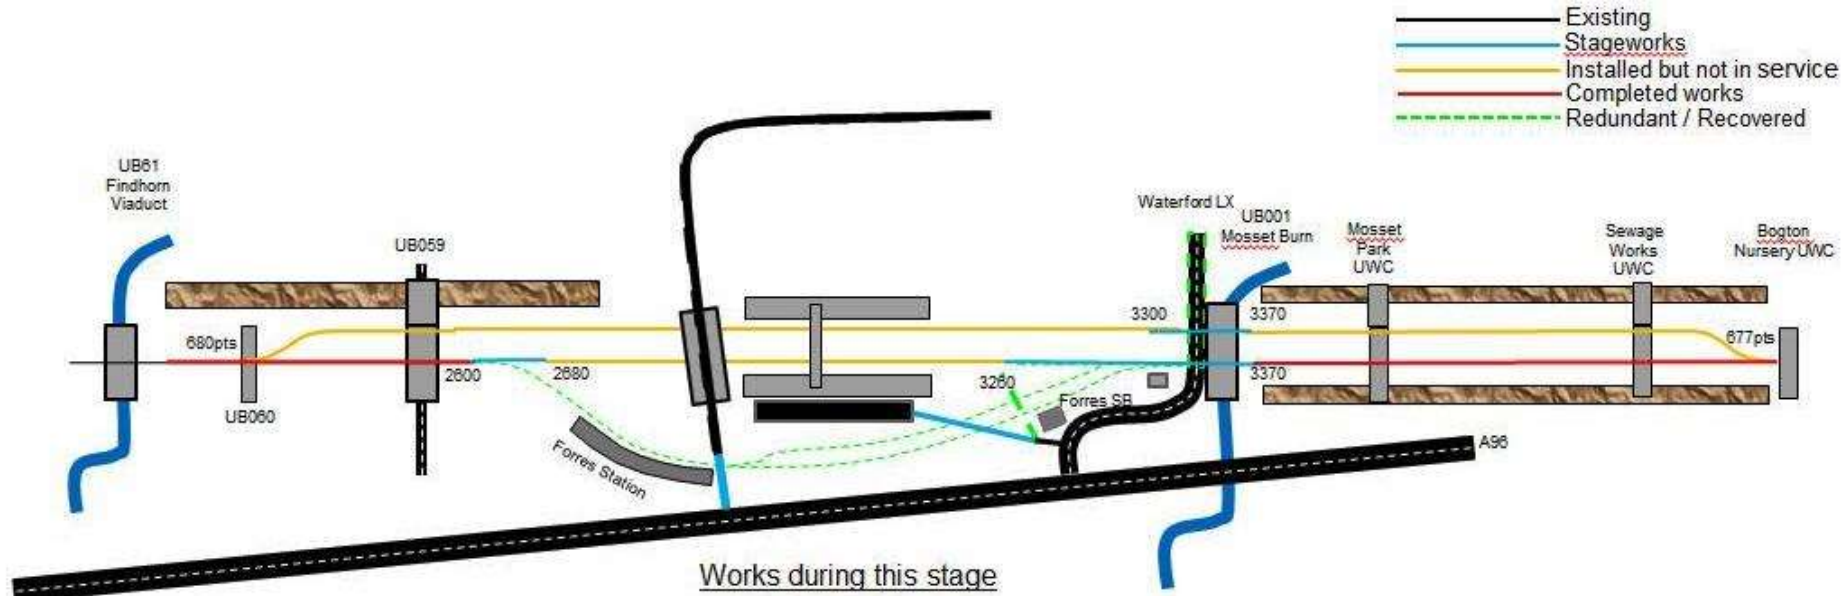 Existing
Stageworks
Installed but not in service
Completed works
Redundant / Recovered
UB61
Findhorn
Viaduct
UB059
Waterford LX
UB001
Mosset Burn
Mosset
Park
UWC
Sewage
Works
UWC
Bogton
Nursery UWC
680pts
3300
3370
677pts
2600
2680
3260
3370
UB060
Forres SB
Forres Station
A96
Works during this stage